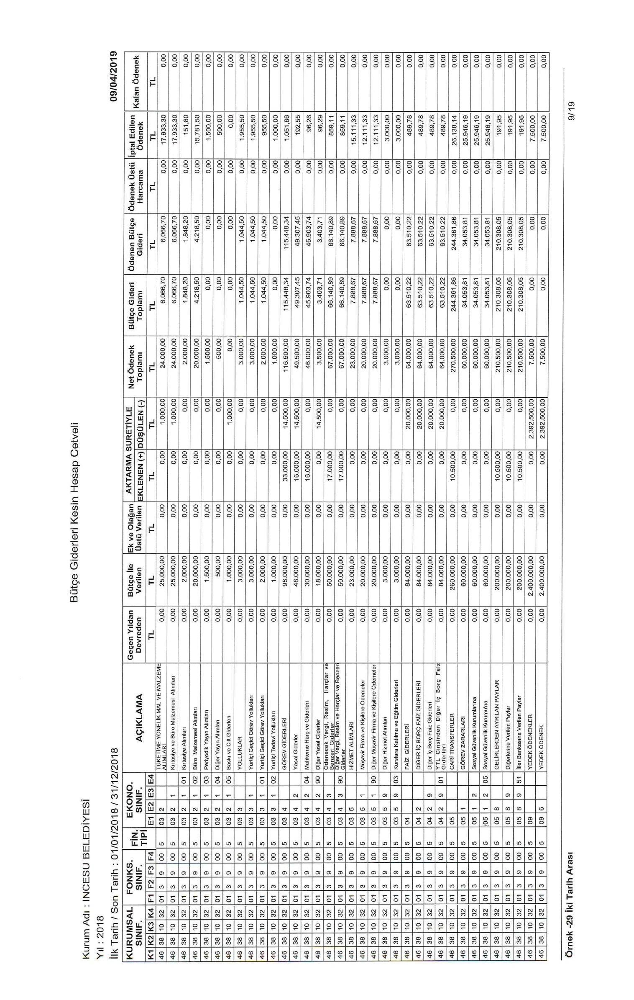 Bütçe Giderleri Kesin Hesap Cetveli
Kurum Adı : INCESU BELEDİYESİ
Yıl : 2018
İlk Tarih / Son Tarih : 01/01/2018 / 31/12/2018 09/04/2019
KURUMSAL SINIF. FONKS. SINIF. FİN. TİPİ EKONO. SINIF. AÇIKLAMA Geçen Yıldan Devreden Bütçe İle Verilen Ek ve Olağan Üstü Verilen AKTARMA SURETİYLE EKLENEN (+) DÜŞÜLEN (-) Net Ödenek Toplamı Bütçe Gideri Toplamı Ödenen Bütçe Gideri Ödenek Üstü Harcama İptal Edilen Ödenek Kalan Ödenek
K1 K2 K3 K4 F1 F2 F3 F4 E1 E2 E3 E4 TL TL TL TL TL TL TL TL TL TL TL
46 38 10 32 01 3 9 00 5 03 2 TÜKETİME YÖNELİK MAL VE MALZEME ALIMLARI 0,00 25.000,00 0,00 0,00 1.000,00 24.000,00 6.066,70 6.066,70 0,00 17.933,30 0,00
46 38 10 32 01 3 9 00 5 03 2 1 Kırtasiye ve Büro Malzemesi Alımları 0,00 25.000,00 0,00 0,00 1.000,00 24.000,00 6.066,70 6.066,70 0,00 17.933,30 0,00
46 38 10 32 01 3 9 00 5 03 2 1 01 Kırtasiye Alımları 0,00 2.000,00 0,00 0,00 0,00 2.000,00 1.848,20 1.848,20 0,00 151,80 0,00
46 38 10 32 01 3 9 00 5 03 2 1 02 Büro Malzemesi Alımları 0,00 20.000,00 0,00 0,00 0,00 20.000,00 4.218,50 4.218,50 0,00 15.781,50 0,00
46 38 10 32 01 3 9 00 5 03 2 1 03 Periyodik Yayın Alımları 0,00 1.500,00 0,00 0,00 0,00 1.500,00 0,00 0,00 0,00 1.500,00 0,00
46 38 10 32 01 3 9 00 5 03 2 1 04 Diğer Yayın Alımları 0,00 500,00 0,00 0,00 0,00 500,00 0,00 0,00 0,00 500,00 0,00
46 38 10 32 01 3 9 00 5 03 2 1 05 Baskı ve Cilt Giderleri 0,00 1.000,00 0,00 0,00 1.000,00 0,00 0,00 0,00 0,00 0,00 0,00
46 38 10 32 01 3 9 00 5 03 3 YOLLUKLAR 0,00 3.000,00 0,00 0,00 0,00 3.000,00 1.044,50 1.044,50 0,00 1.955,50 0,00
46 38 10 32 01 3 9 00 5 03 3 1 Yurtiçi Geçici Görev Yollukları 0,00 3.000,00 0,00 0,00 0,00 3.000,00 1.044,50 1.044,50 0,00 1.955,50 0,00
46 38 10 32 01 3 9 00 5 03 3 1 01 Yurtiçi Geçici Görev Yollukları 0,00 2.000,00 0,00 0,00 0,00 2.000,00 1.044,50 1.044,50 0,00 955,50 0,00
46 38 10 32 01 3 9 00 5 03 3 1 02 Yurtiçi Tedavi Yollukları 0,00 1.000,00 0,00 0,00 0,00 1.000,00 0,00 0,00 0,00 1.000,00 0,00
46 38 10 32 01 3 9 00 5 03 4 GÖREV GİDERLERİ 0,00 98.000,00 0,00 33.000,00 14.500,00 116.500,00 115.448,34 115.448,34 0,00 1.051,66 0,00
46 38 10 32 01 3 9 00 5 03 4 2 Yasal Giderler 0,00 48.000,00 0,00 16.000,00 14.500,00 49.500,00 49.307,45 49.307,45 0,00 192,55 0,00
46 38 10 32 01 3 9 00 5 03 4 2 04 Mahkeme Harç ve Giderleri 0,00 30.000,00 0,00 16.000,00 0,00 46.000,00 45.903,74 45.903,74 0,00 96,26 0,00
46 38 10 32 01 3 9 00 5 03 4 2 90 Diğer Yasal Giderler 0,00 18.000,00 0,00 0,00 14.500,00 3.500,00 3.403,71 3.403,71 0,00 96,29 0,00
46 38 10 32 01 3 9 00 5 03 4 3 Ödenecek Vergi, Resim, Harçlar ve Benzeri Giderler 0,00 50.000,00 0,00 17.000,00 0,00 67.000,00 66.140,89 66.140,89 0,00 859,11 0,00
46 38 10 32 01 3 9 00 5 03 4 3 90 Diğer Vergi, Resim ve Harçlar ve Benzeri Giderler 0,00 50.000,00 0,00 17.000,00 0,00 67.000,00 66.140,89 66.140,89 0,00 859,11 0,00
46 38 10 32 01 3 9 00 5 03 5 HİZMET ALIMLARI 0,00 23.000,00 0,00 0,00 0,00 23.000,00 7.888,67 7.888,67 0,00 15.111,33 0,00
46 38 10 32 01 3 9 00 5 03 5 1 Müşavir Firma ve Kişilere Ödemeler 0,00 20.000,00 0,00 0,00 0,00 20.000,00 7.888,67 7.888,67 0,00 12.111,33 0,00
46 38 10 32 01 3 9 00 5 03 5 1 90 Diğer Müşavir Firma ve Kişilere Ödemeler 0,00 20.000,00 0,00 0,00 0,00 20.000,00 7.888,67 7.888,67 0,00 12.111,33 0,00
46 38 10 32 01 3 9 00 5 03 5 9 Diğer Hizmet Alımları 0,00 3.000,00 0,00 0,00 0,00 3.000,00 0,00 0,00 0,00 3.000,00 0,00
46 38 10 32 01 3 9 00 5 03 5 9 03 Kurslara Katılma ve Eğitim Giderleri 0,00 3.000,00 0,00 0,00 0,00 3.000,00 0,00 0,00 0,00 3.000,00 0,00
46 38 10 32 01 3 9 00 5 04 FAİZ GİDERLERİ 0,00 84.000,00 0,00 0,00 20.000,00 64.000,00 63.510,22 63.510,22 0,00 489,78 0,00
46 38 10 32 01 3 9 00 5 04 2 DİĞER İÇ BORÇ FAİZ GİDERLERİ 0,00 84.000,00 0,00 0,00 20.000,00 64.000,00 63.510,22 63.510,22 0,00 489,78 0,00
46 38 10 32 01 3 9 00 5 04 2 9 Diğer İç Borç Faiz Giderleri 0,00 84.000,00 0,00 0,00 20.000,00 64.000,00 63.510,22 63.510,22 0,00 489,78 0,00
46 38 10 32 01 3 9 00 5 04 2 9 01 YTL Cinsinden Diğer İç Borç Faiz Giderleri 0,00 84.000,00 0,00 0,00 20.000,00 64.000,00 63.510,22 63.510,22 0,00 489,78 0,00
46 38 10 32 01 3 9 00 5 05 CARİ TRANSFERLER 0,00 260.000,00 0,00 10.500,00 0,00 270.500,00 244.361,86 244.361,86 0,00 26.138,14 0,00
46 38 10 32 01 3 9 00 5 05 1 GÖREV ZARARLARI 0,00 60.000,00 0,00 0,00 0,00 60.000,00 34.053,81 34.053,81 0,00 25.946,19 0,00
46 38 10 32 01 3 9 00 5 05 1 2 Sosyal Güvenlik Kurumlarına 0,00 60.000,00 0,00 0,00 0,00 60.000,00 34.053,81 34.053,81 0,00 25.946,19 0,00
46 38 10 32 01 3 9 00 5 05 1 2 05 Sosyal Güvenlik Kurumu'na 0,00 60.000,00 0,00 0,00 0,00 60.000,00 34.053,81 34.053,81 0,00 25.946,19 0,00
46 38 10 32 01 3 9 00 5 05 8 GELİRLERDEN AYRILAN PAYLAR 0,00 200.000,00 0,00 10.500,00 0,00 210.500,00 210.308,05 210.308,05 0,00 191,95 0,00
46 38 10 32 01 3 9 00 5 05 8 9 Diğerlerine Verilen Paylar 0,00 200.000,00 0,00 10.500,00 0,00 210.500,00 210.308,05 210.308,05 0,00 191,95 0,00
46 38 10 32 01 3 9 00 5 05 8 9 51 İller Bankasına Verilen Paylar 0,00 200.000,00 0,00 10.500,00 0,00 210.500,00 210.308,05 210.308,05 0,00 191,95 0,00
46 38 10 32 01 3 9 00 5 09 YEDEK ÖDENEKLER 0,00 2.400.000,00 0,00 0,00 2.392.500,00 7.500,00 0,00 0,00 0,00 7.500,00 0,00
46 38 10 32 01 3 9 00 5 09 6 YEDEK ÖDENEK 0,00 2.400.000,00 0,00 0,00 2.392.500,00 7.500,00 0,00 0,00 0,00 7.500,00 0,00
Örnek -29 İki Tarih Arası 9/19